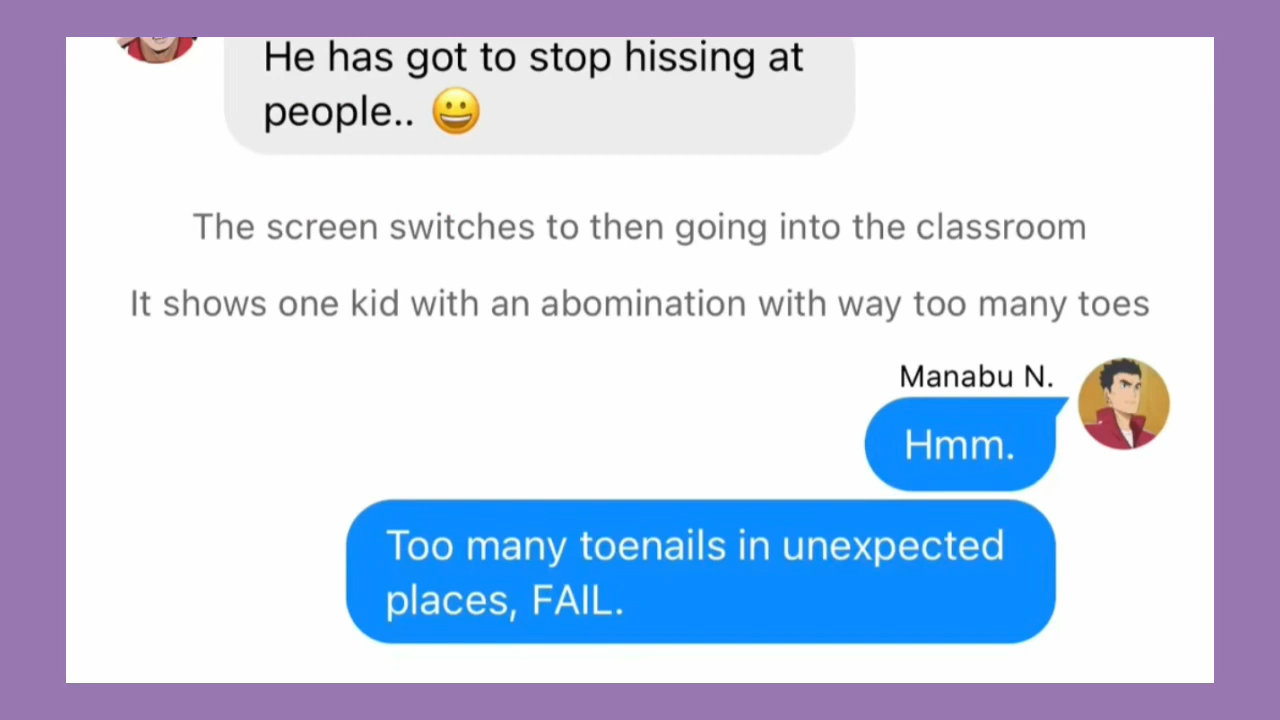 He has got to stop hissing at
people.. 😀
The screen switches to then going into the classroom
It shows one kid with an abomination with way too many toes
Manabu N.
Hmm.
Too many toenails in unexpected
places, FAIL.